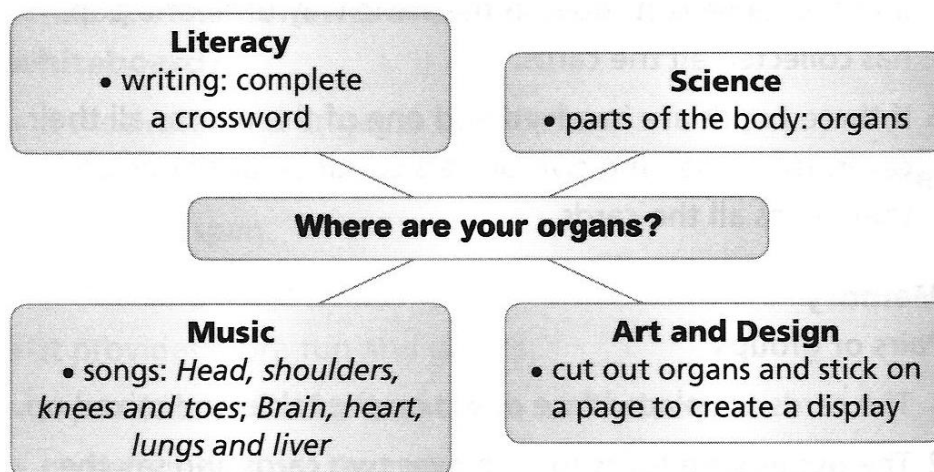 Literacy
• writing: complete
a crossword
Science
• parts of the body: organs
Where are your organs?
Music
• songs: Head, shoulders,
knees and toes; Brain, heart,
lungs and liver
Art and Design
• cut out organs and stick on
a page to create a display